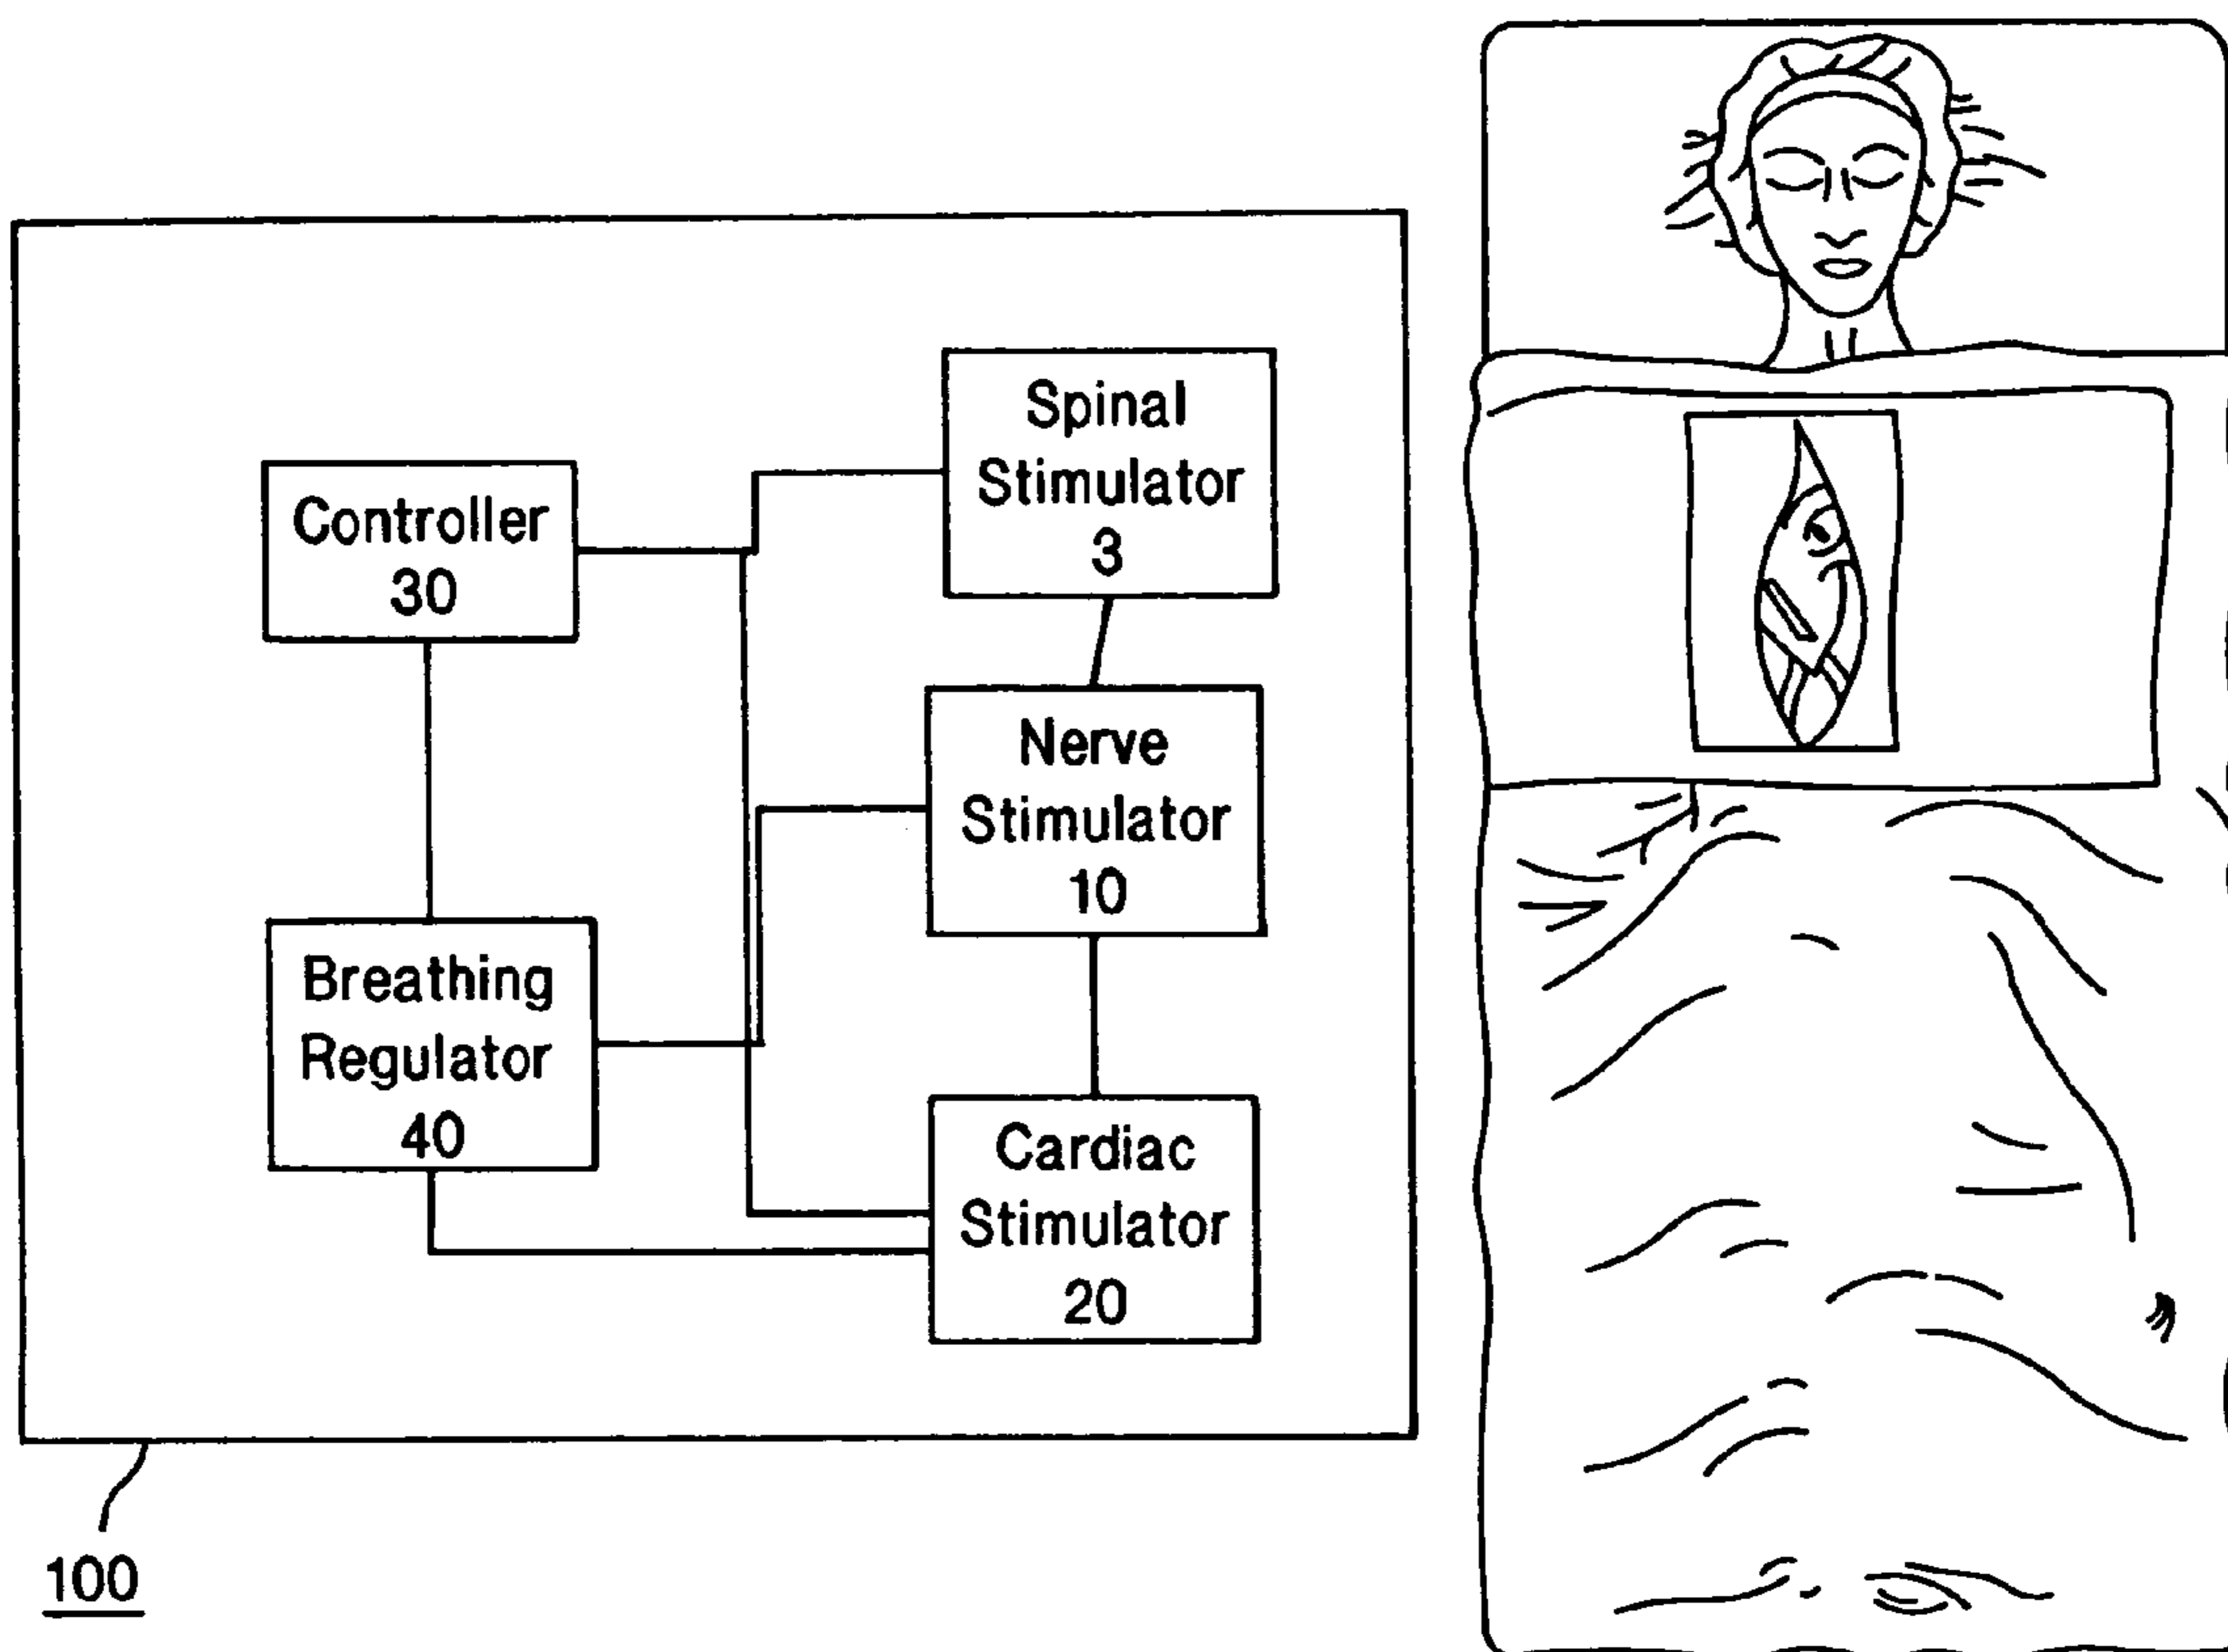 Spinal
Stimulator
3
Controller
30
Nerve
Stimulator
10
Breathing
Regulator
40
Cardiac
Stimulator
20
100